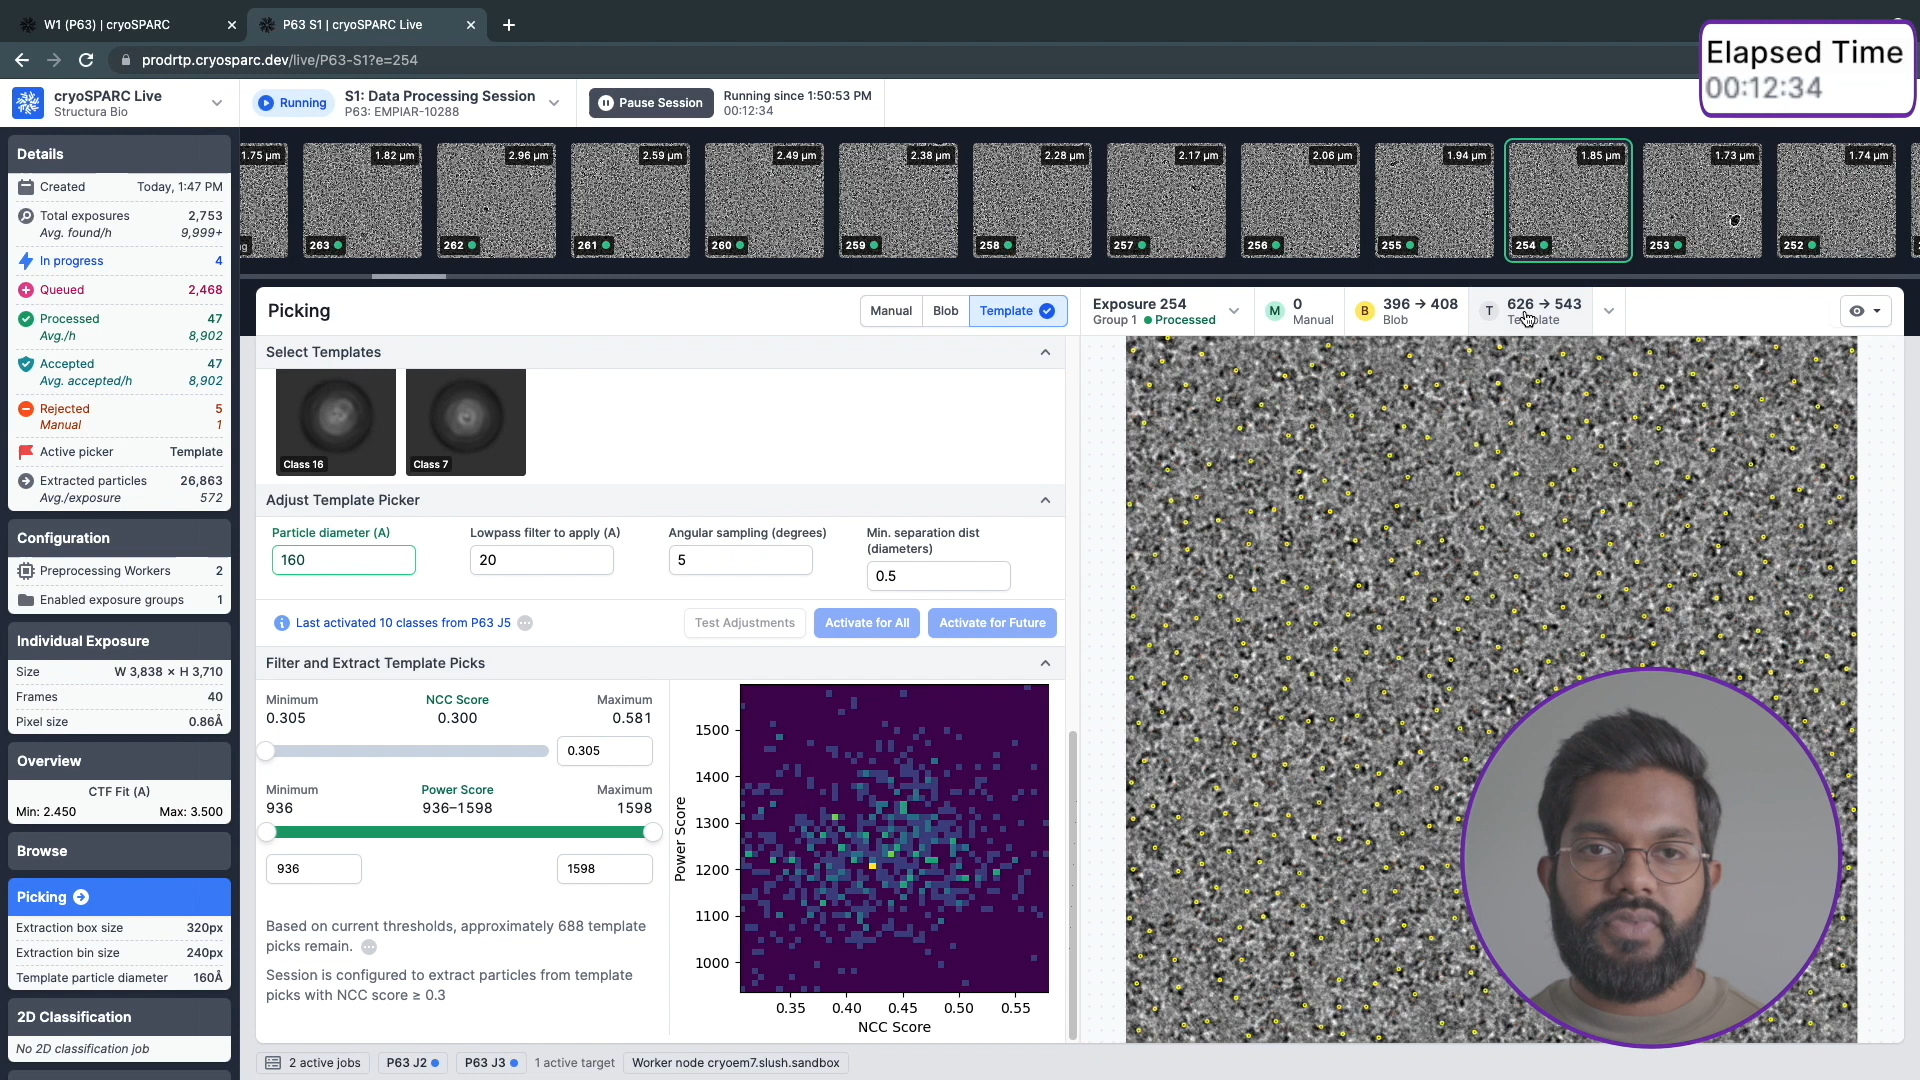 W1 (P63) | cryoSPARC
P63 S1 | cryoSPARC Live
prodrtp.cryosparc.dev/live/P63-S1?e=254
Elapsed Time
00:12:34
cryoSPARC Live
Structura Bio
Running
S1: Data Processing Session
P63: EMPIAR-10288
Pause Session
Running since 1:50:53 PM
00:12:34
1.75 µm
1.82 µm
2.96 µm
2.59 µm
2.49 µm
2.38 µm
2.28 µm
2.17 µm
2.06 µm
1.94 µm
1.85 µm
1.73 µm
1.74 µm
263
262
261
260
259
258
257
256
255
254
253
252
Details
Created Today, 1:47 PM
Total exposures 2,753
Avg. found/h 9,999+
In progress 4
Queued 2,468
Processed 47
Avg./h 8,902
Accepted 47
Avg. accepted/h 8,902
Rejected 5
Manual 1
Active picker Template
Extracted particles 26,863
Avg./exposure 572
Configuration
Preprocessing Workers 2
Enabled exposure groups 1
Individual Exposure
Size W 3,838 × H 3,710
Frames 40
Pixel size 0.86Å
Overview
CTF Fit (A)
Min: 2.450 Max: 3.500
Browse
Picking
Extraction box size 320px
Extraction bin size 240px
Template particle diameter 160Å
2D Classification
No 2D classification job
Picking
Manual Blob Template
Select Templates
Class 16
Class 7
Adjust Template Picker
Particle diameter (A)
160
Lowpass filter to apply (A)
20
Angular sampling (degrees)
5
Min. separation dist
(diameters)
0.5
Last activated 10 classes from P63 J5
Test Adjustments
Activate for All
Activate for Future
Filter and Extract Template Picks
Minimum NCC Score Maximum
0.305 0.300 0.581
0.305
Minimum Power Score Maximum
936 936–1598 1598
936 1598
Based on current thresholds, approximately 688 template
picks remain.
Session is configured to extract particles from template
picks with NCC score ≥ 0.3
Power Score
1500
1400
1300
1200
1100
1000
0.35 0.40 0.45 0.50 0.55
NCC Score
Exposure 254
Group 1 Processed
M 0
Manual
B 396 → 408
Blob
T 626 → 543
2 active jobs
P63 J2
P63 J3
1 active target
Worker node cryoem7.slush.sandbox